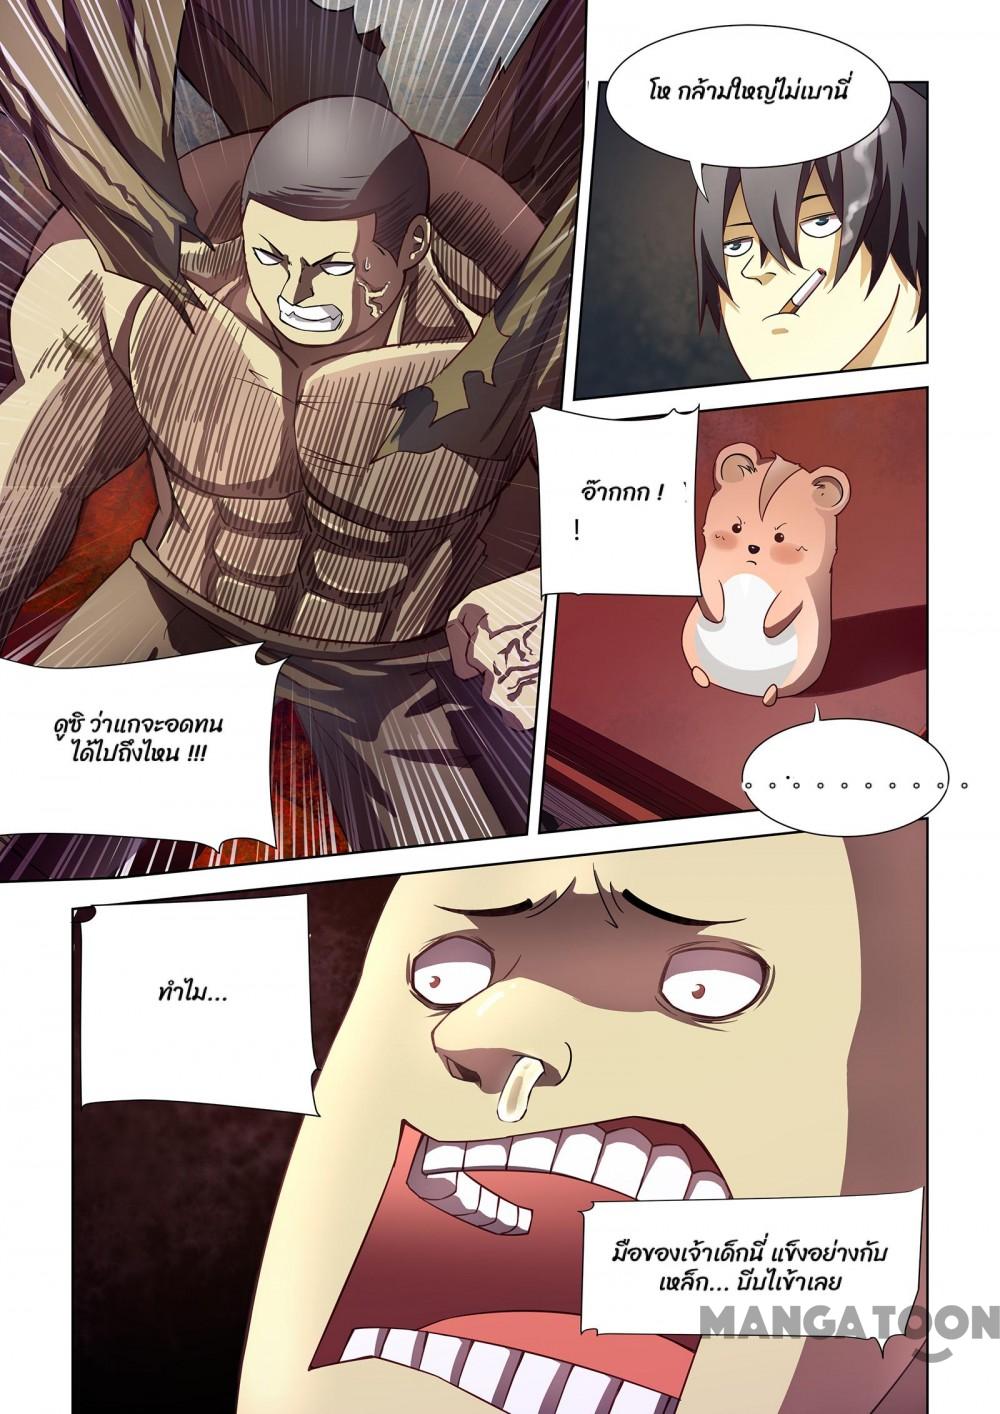 โห กล้ามใหญ่ไม่เบานี่
อ๊ากกก !
!
ดูซิ ว่าแกจะอดทน
ได้ไปถึงไหน !!!
. . . . . . . . . .
ทำไม...
มือของเจ้าเด็กนี่ แข็งอย่างกับ
เหล็ก... บีบไเข้าเลย
MANGATOON